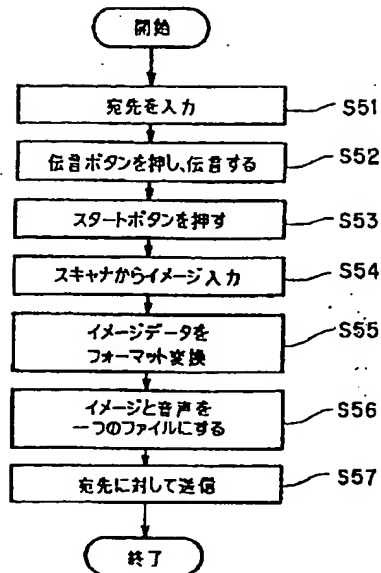 開始
宛先を入力
S51
伝言ボタンを押し、伝言する
S52
スタートボタンを押す
S53
スキャナからイメージ入力
S54
イメージデータを
フォーマット変換
S55
イメージと音声を
一つのファイルにする
S56
宛先に対して送信
S57
終了